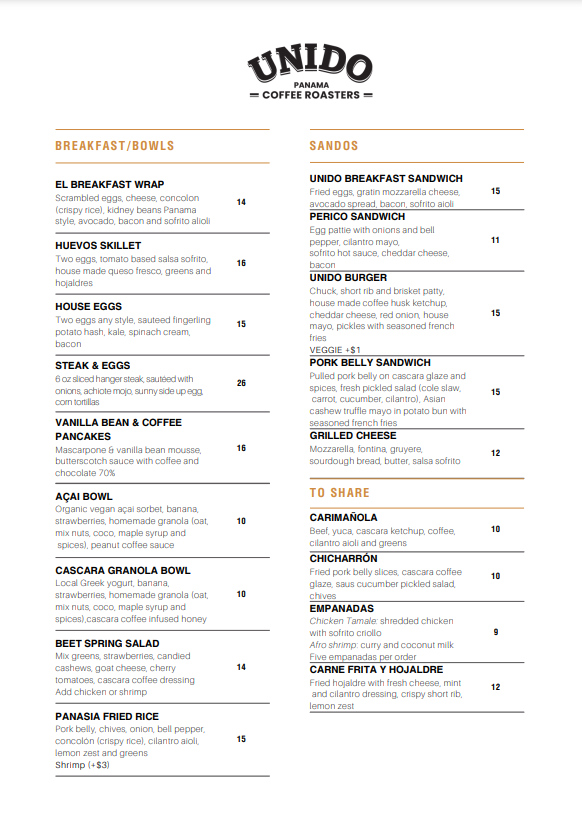 UNIDO
PANAMA
COFFEE ROASTERS
BREAKFAST/BOWLS
EL BREAKFAST WRAP
Scrambled eggs, cheese, concolon
(crispy rice), kidney beans Panama
style, avocado, bacon and sofrito alioli
14
HUEVOS SKILLET
Two eggs, tomato based salsa sofrito,
house made queso fresco, greens and
hojaldres
16
HOUSE EGGS
Two eggs any style, sauteed fingerling
potato hash, kale, spinach cream,
bacon
15
STEAK & EGGS
6 oz sliced hanger steak, sautéed with
onions, achiote mojo, sunny side up egg,
corn tortillas
26
VANILLA BEAN & COFFEE
PANCAKES
Mascarpone & vanilla bean mousse,
butterscotch sauce with coffee and
chocolate 70%
16
AÇAI BOWL
Organic vegan açai sorbet, banana,
strawberries, homemade granola (oat,
mix nuts, coco, maple syrup and
spices), peanut coffee sauce
10
CASCARA GRANOLA BOWL
Local Greek yogurt, banana,
strawberries, homemade granola (oat,
mix nuts, coco, maple syrup and
spices),cascara coffee infused honey
10
BEET SPRING SALAD
Mix greens, strawberries, candied
cashews, goat cheese, cherry
tomatoes, cascara coffee dressing
Add chicken or shrimp
14
PANASIA FRIED RICE
Pork belly, chives, onion, bell pepper,
concolón (crispy rice), cilantro aioli,
lemon zest and greens
Shrimp (+$3)
15
SANDOS
UNIDO BREAKFAST SANDWICH
Fried eggs, gratin mozzarella cheese,
avocado spread, bacon, sofrito aioli
15
PERICO SANDWICH
Egg pattie with onions and bell
pepper, cilantro mayo,
sofrito hot sauce, cheddar cheese,
bacon
11
UNIDO BURGER
Chuck, short rib and brisket patty,
house made coffee husk ketchup,
cheddar cheese, red onion, house
mayo, pickles with seasoned french
fries
VEGGIE +$1
15
PORK BELLY SANDWICH
Pulled pork belly on cascara glaze and
spices, fresh pickled salad (cole slaw,
carrot, cucumber, cilantro), Asian
cashew truffle mayo in potato bun with
seasoned french fries
15
GRILLED CHEESE
Mozzarella, fontina, gruyere,
sourdough bread, butter, salsa sofrito
12
TO SHARE
CARIMAÑOLA
Beef, yuca, cascara ketchup, coffee,
cilantro aioli and greens
10
CHICHARRÓN
Fried pork belly slices, cascara coffee
glaze, saus cucumber pickled salad,
chives
10
EMPANADAS
Chicken Tamale: shredded chicken
with sofrito criollo
Afro shrimp: curry and coconut milk
Five empanadas per order
9
CARNE FRITA Y HOJALDRE
Fried hojaldre with fresh cheese, mint
and cilantro dressing, crispy short rib,
lemon zest
12